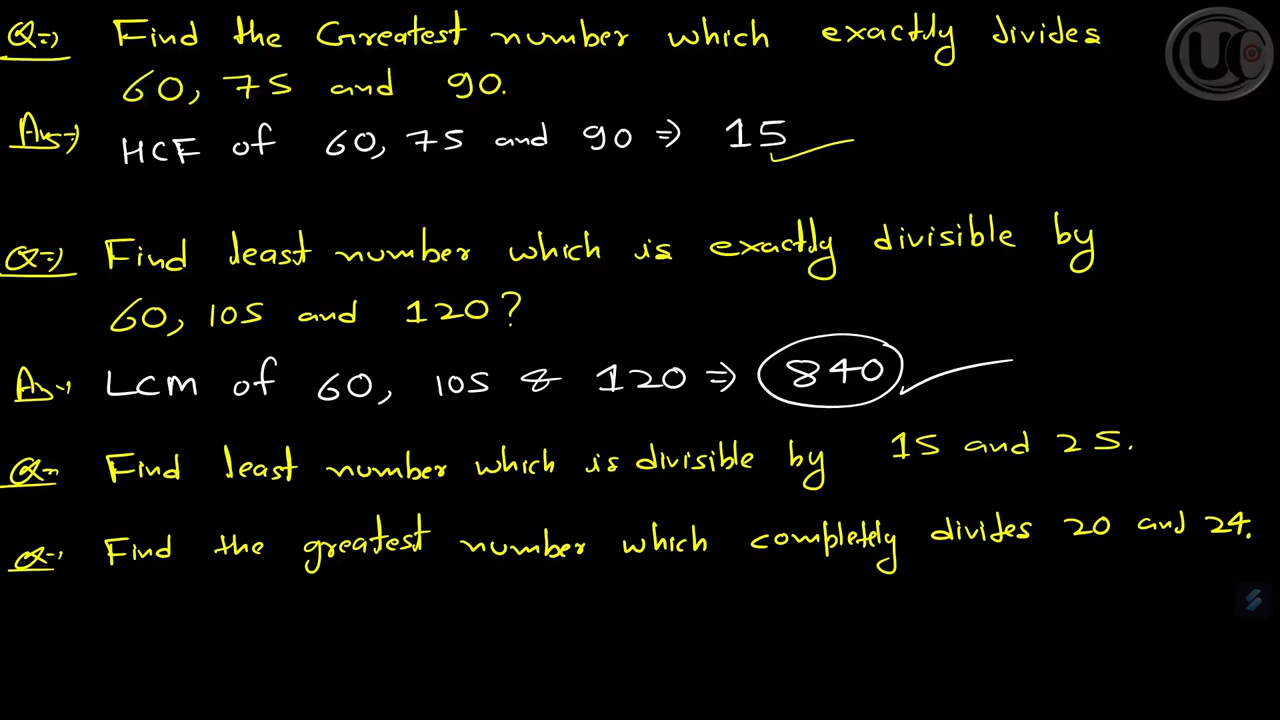 Q⇒ Find the Greatest number which exactly divides
60, 75 and 90.
Ans⇒ HCF of 60, 75 and 90 ⇒ 15
Q⇒ Find least number which is exactly divisible by
60, 105 and 120?
Ans⇒ LCM of 60, 105 & 120 ⇒ 840
Q⇒ Find least number which is divisible by 15 and 25.
Q⇒ Find the greatest number which completely divides 20 and 24.
UC